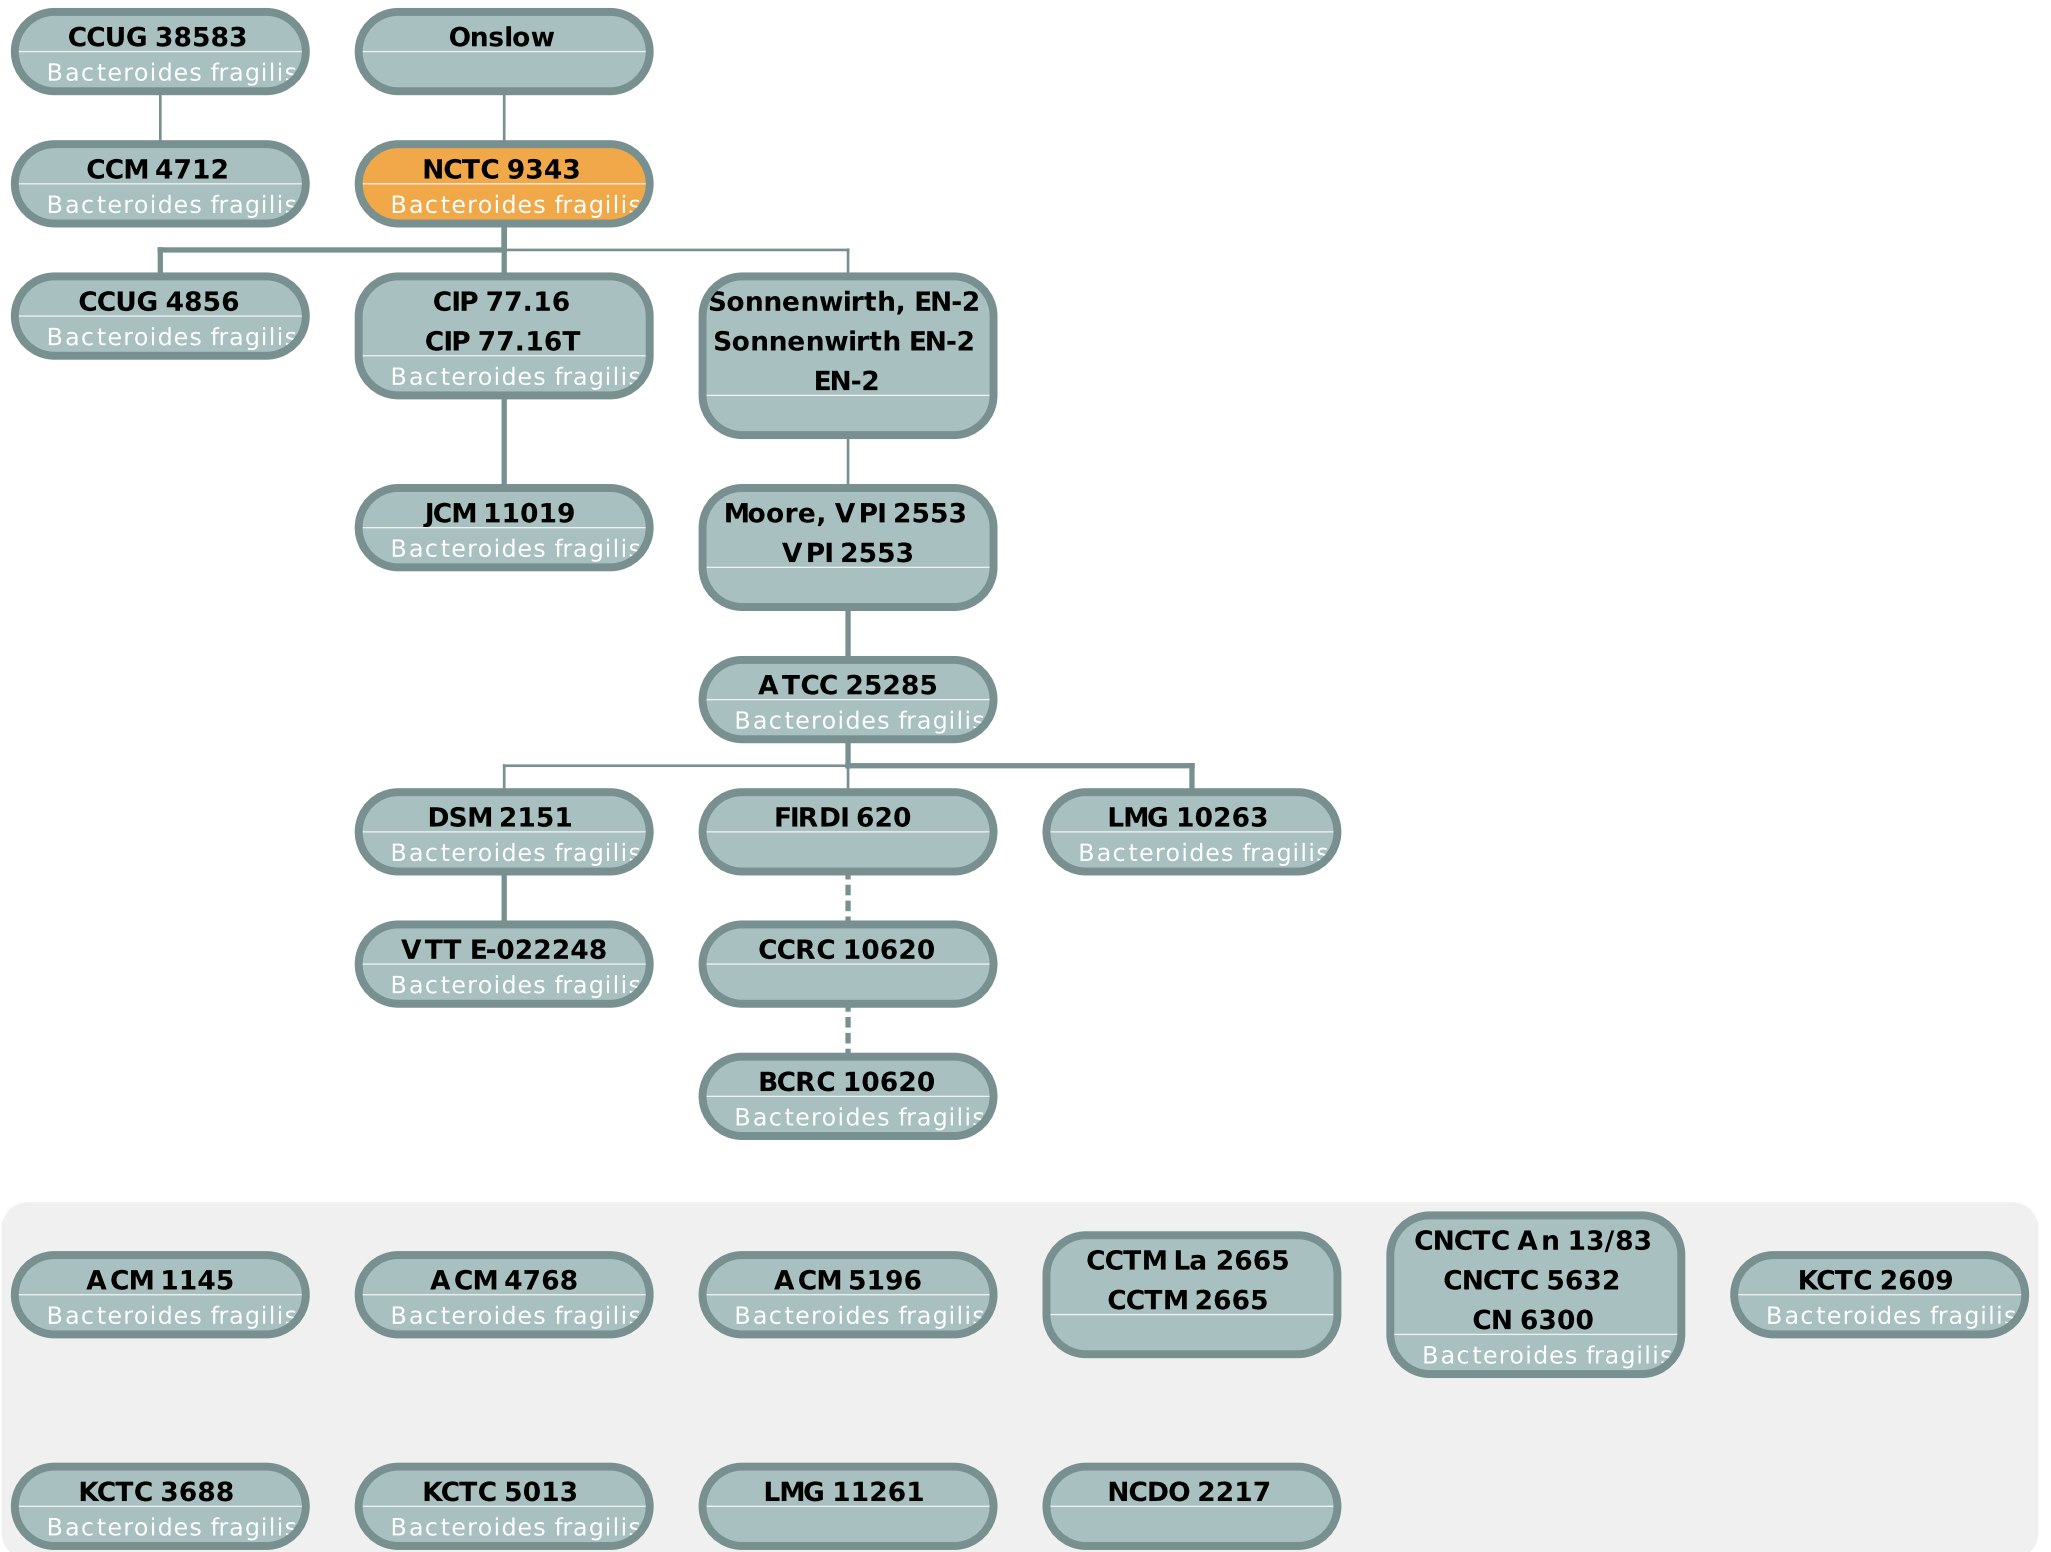 CCUG 38583
Bacteroides fragilis
Onslow
CCM 4712
Bacteroides fragilis
NCTC 9343
Bacteroides fragilis
CCUG 4856
Bacteroides fragilis
CIP 77.16
CIP 77.16T
Bacteroides fragilis
Sonnenwirth, EN-2
Sonnenwirth EN-2
EN-2
JCM 11019
Bacteroides fragilis
Moore, VPI 2553
VPI 2553
ATCC 25285
Bacteroides fragilis
DSM 2151
Bacteroides fragilis
FIRDI 620
LMG 10263
Bacteroides fragilis
VTT E-022248
Bacteroides fragilis
CCRC 10620
BCRC 10620
Bacteroides fragilis
ACM 1145
Bacteroides fragilis
ACM 4768
Bacteroides fragilis
ACM 5196
Bacteroides fragilis
CCTM La 2665
CCTM 2665
CNCTC An 13/83
CNCTC 5632
CN 6300
Bacteroides fragilis
KCTC 2609
Bacteroides fragilis
KCTC 3688
Bacteroides fragilis
KCTC 5013
Bacteroides fragilis
LMG 11261
NCDO 2217